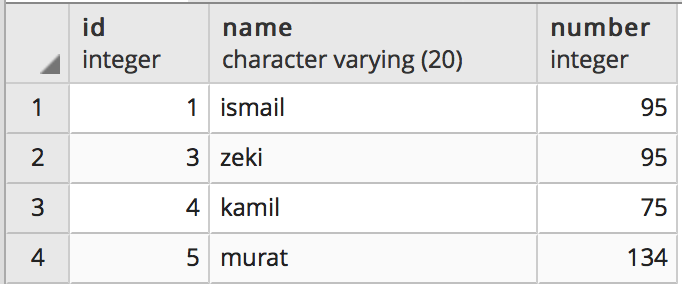 id name number
integer character varying (20) integer
1 1 ismail 95
2 3 zeki 95
3 4 kamil 75
4 5 murat 134